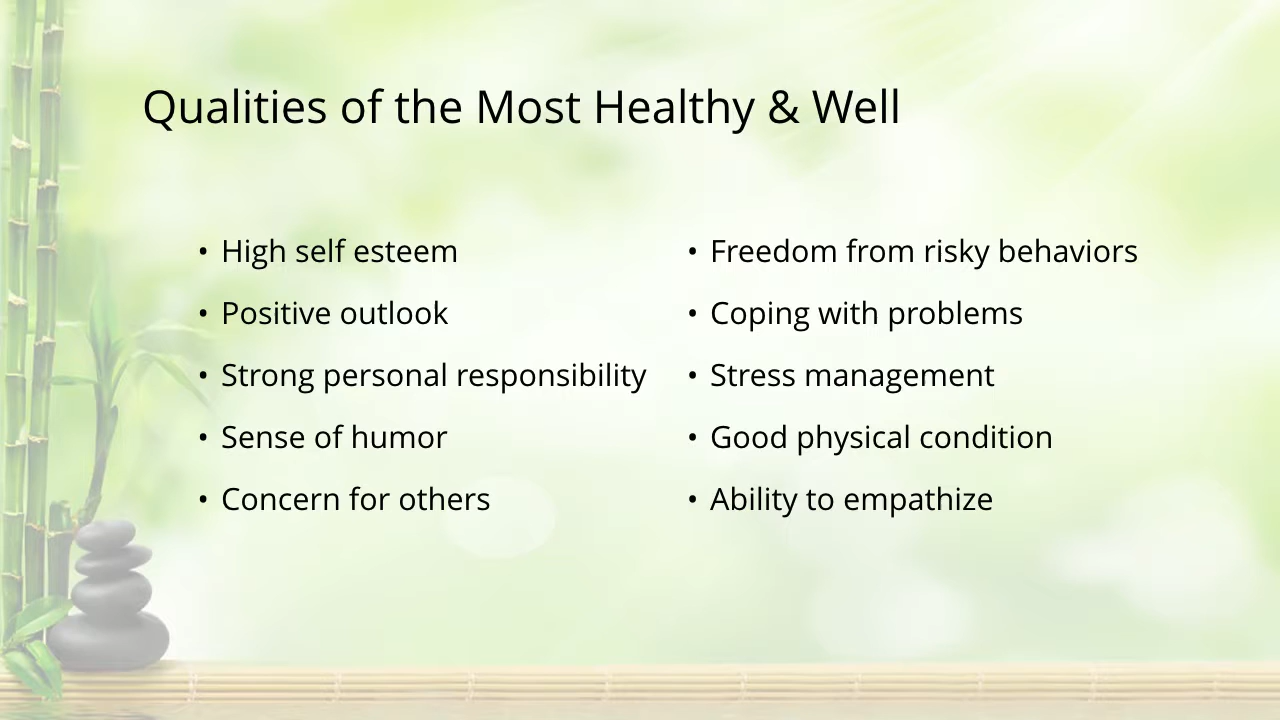 Qualities of the Most Healthy & Well
• High self esteem
• Positive outlook
• Strong personal responsibility
• Sense of humor
• Concern for others
• Freedom from risky behaviors
• Coping with problems
• Stress management
• Good physical condition
• Ability to empathize